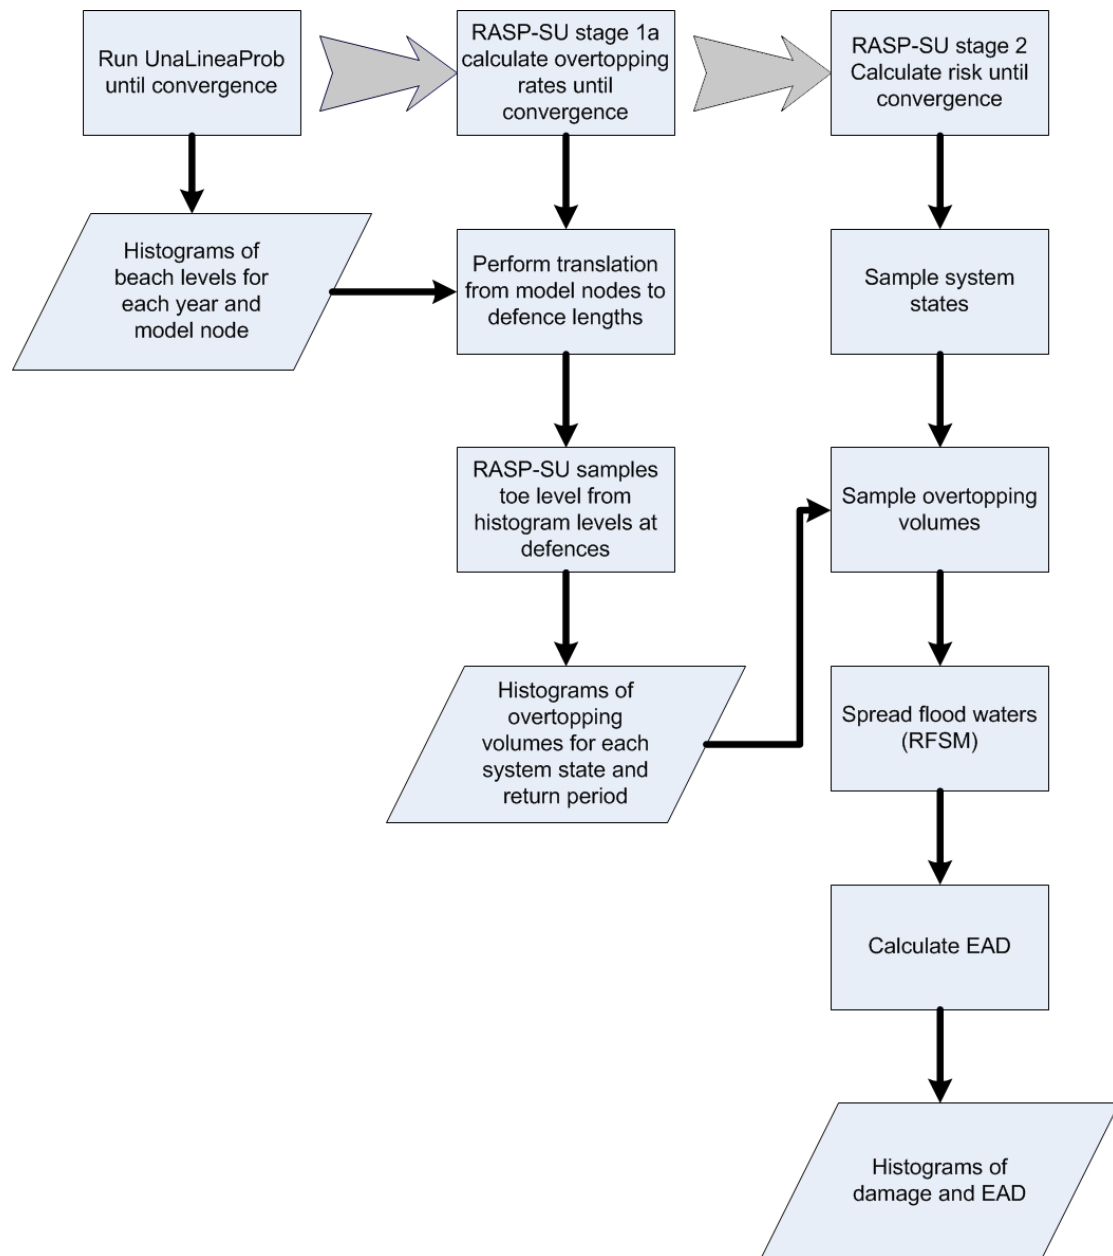 Run UnaLineaProb
until convergence
RASP-SU stage 1a
calculate overtopping
rates until
convergence
RASP-SU stage 2
Calculate risk until
convergence
Histograms of
beach levels for
each year and
model node
Perform translation
from model nodes to
defence lengths
Sample system
states
RASP-SU samples
toe level from
histogram levels at
defences
Sample overtopping
volumes
Histograms of
overtopping
volumes for each
system state and
return period
Spread flood waters
(RFSM)
Calculate EAD
Histograms of
damage and EAD